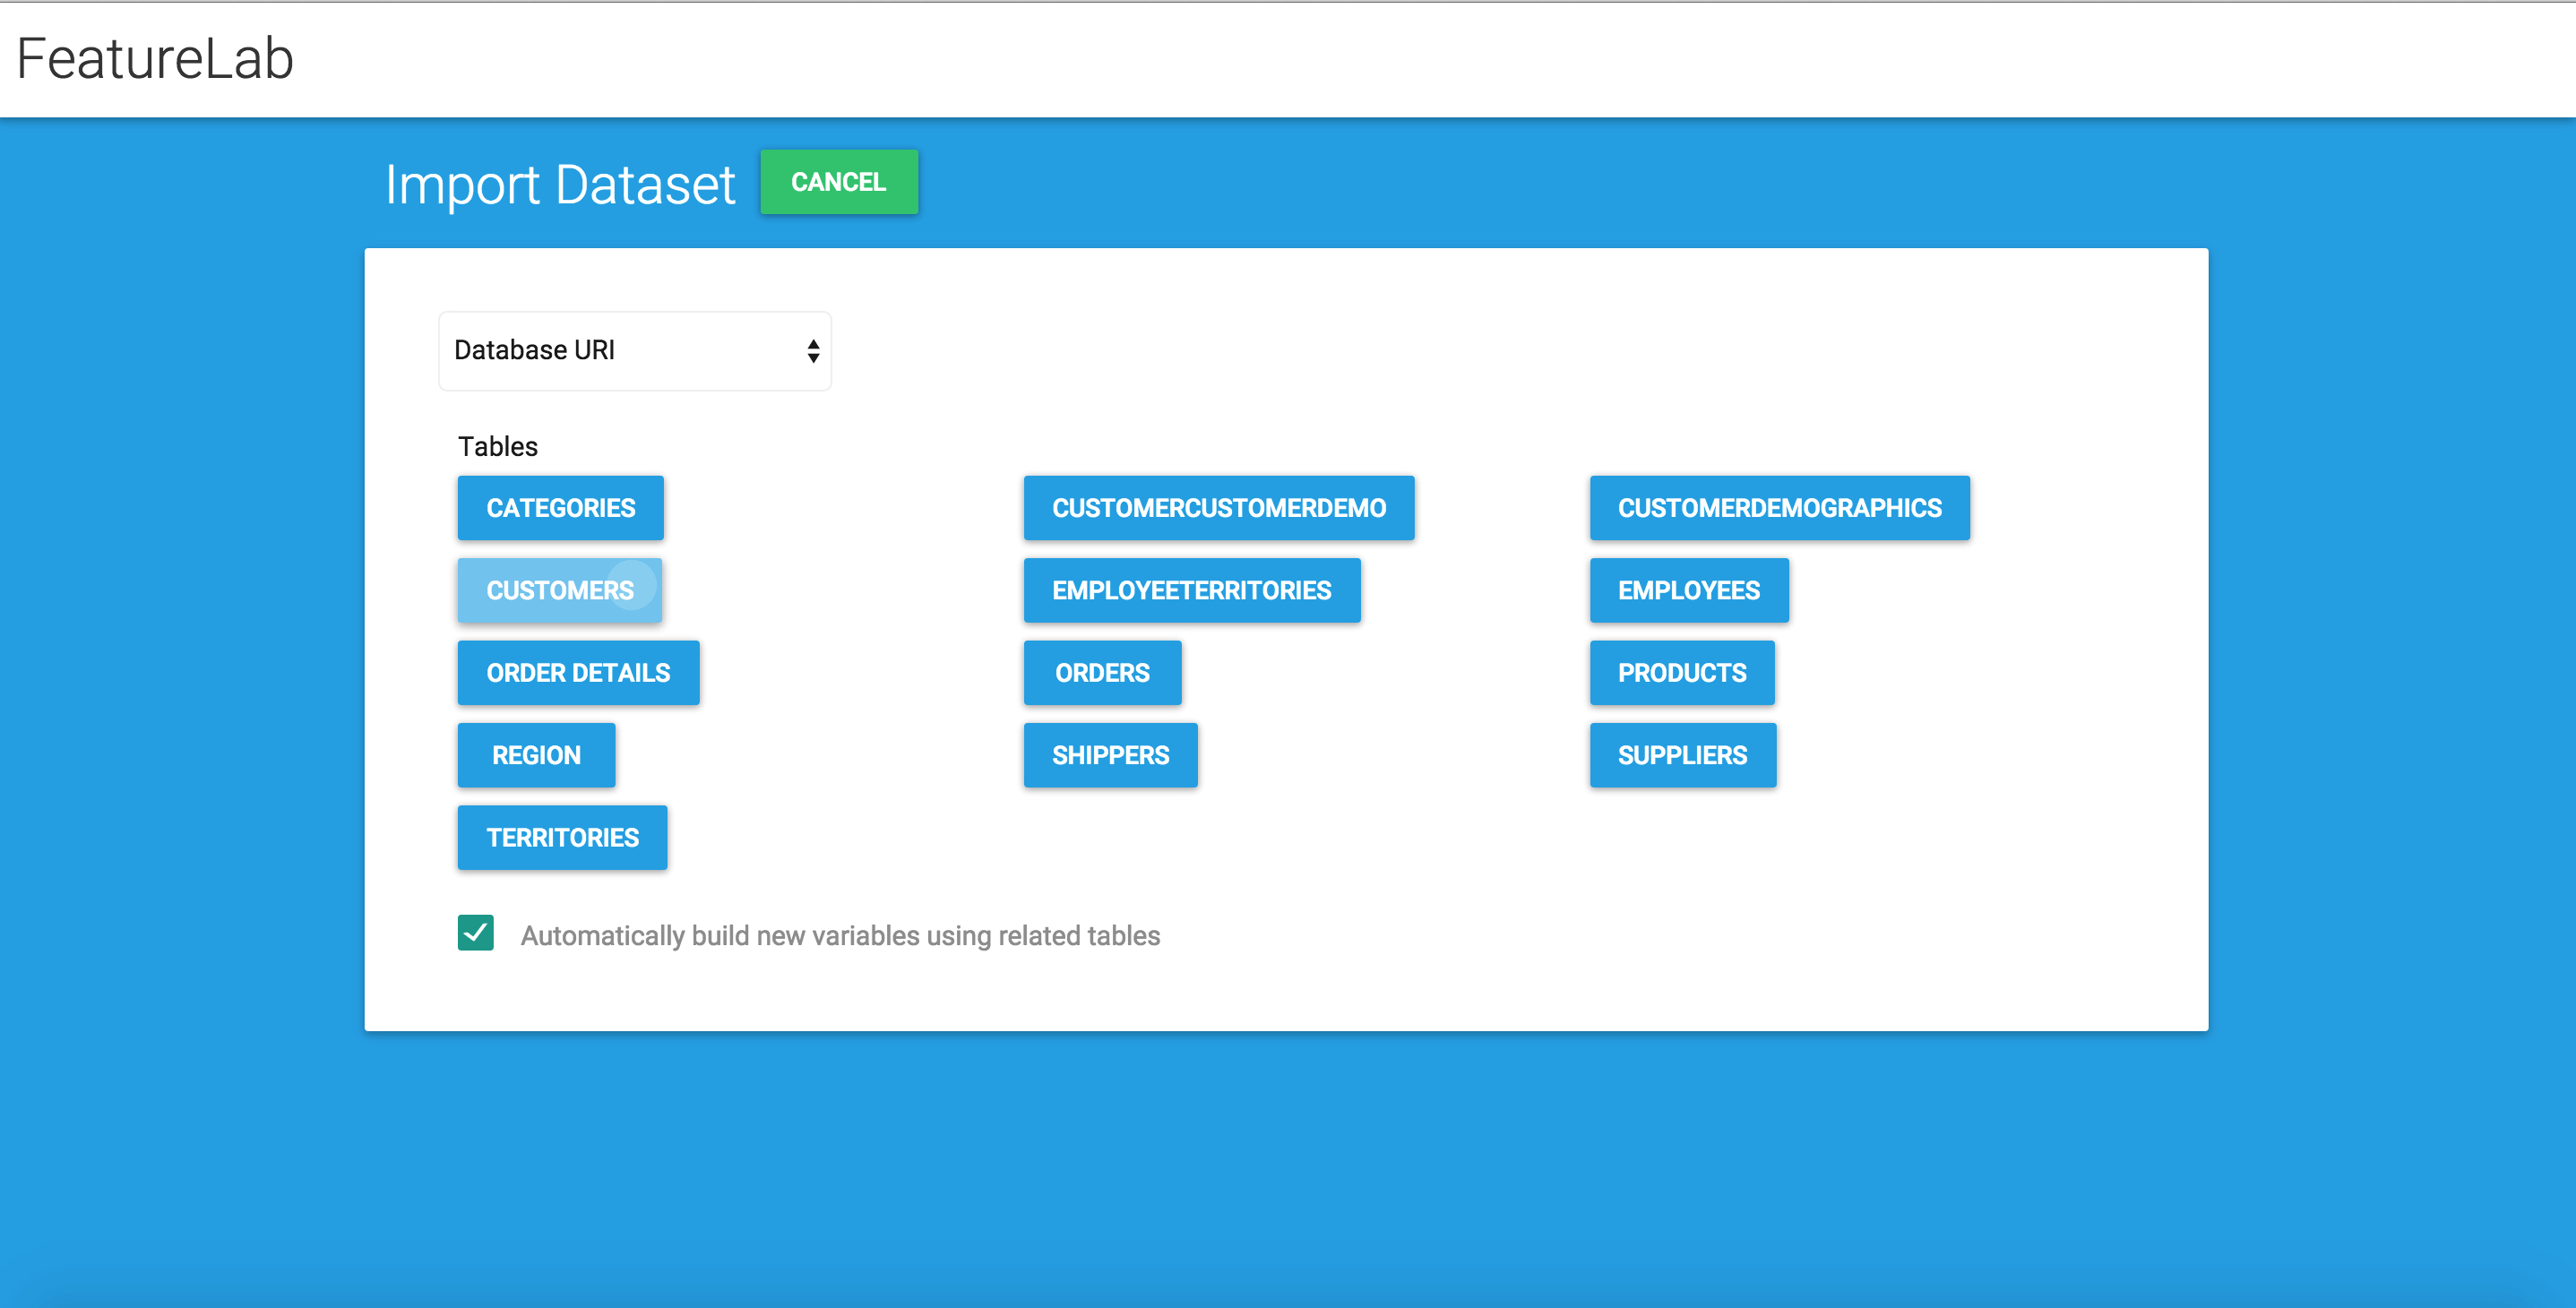 FeatureLab
Import Dataset CANCEL
Database URI
Tables
CATEGORIES CUSTOMERCUSTOMERDEMO CUSTOMERDEMOGRAPHICS
CUSTOMERS EMPLOYEETERRITORIES EMPLOYEES
ORDER DETAILS ORDERS PRODUCTS
REGION SHIPPERS SUPPLIERS
TERRITORIES
Automatically build new variables using related tables